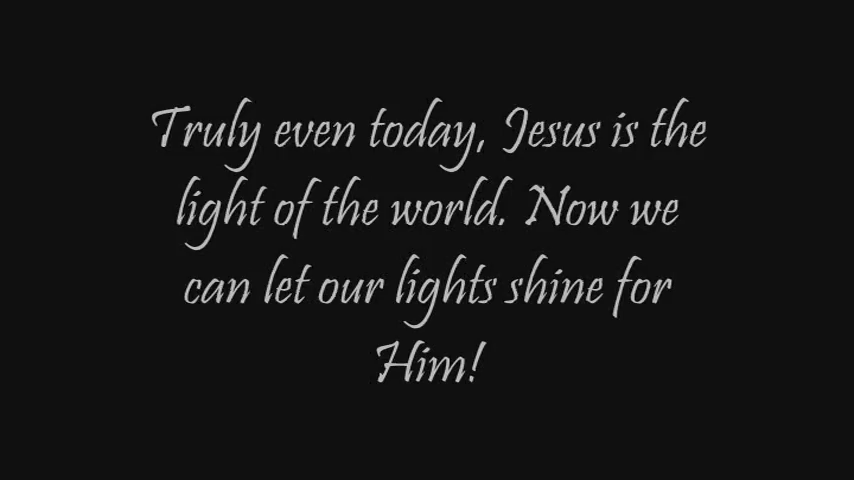 Truly even today, Jesus is the
light of the world. Now we
can let our lights shine for
Him!